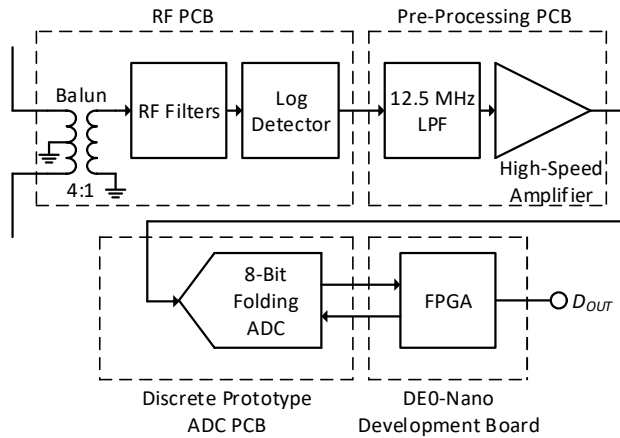 RF PCB
Pre-Processing PCB
Balun
4:1
RF Filters
Log
Detector
12.5 MHz
LPF
High-Speed
Amplifier
8-Bit
Folding
ADC
FPGA
DOUT
Discrete Prototype
ADC PCB
DE0-Nano
Development Board